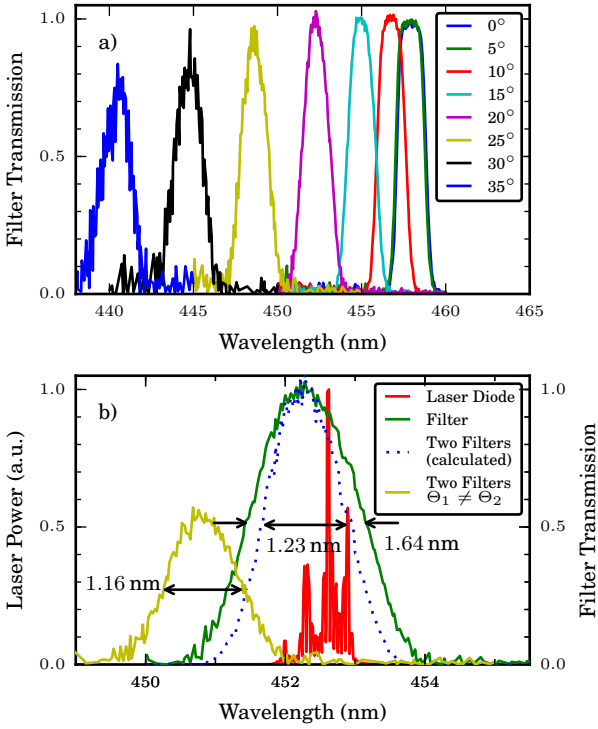 a)
Filter Transmission
1.0
0.5
0.0
440
445
450
455
460
465
Wavelength (nm)
0°
5°
10°
15°
20°
25°
30°
35°
b)
Laser Power (a.u.)
1.0
0.5
0.0
Laser Diode
Filter
Two Filters
(calculated)
Two Filters
Θ₁ ≠ Θ₂
1.23 nm
1.64 nm
1.16 nm
1.0
0.5
0.0
Filter Transmission
450
452
454
Wavelength (nm)